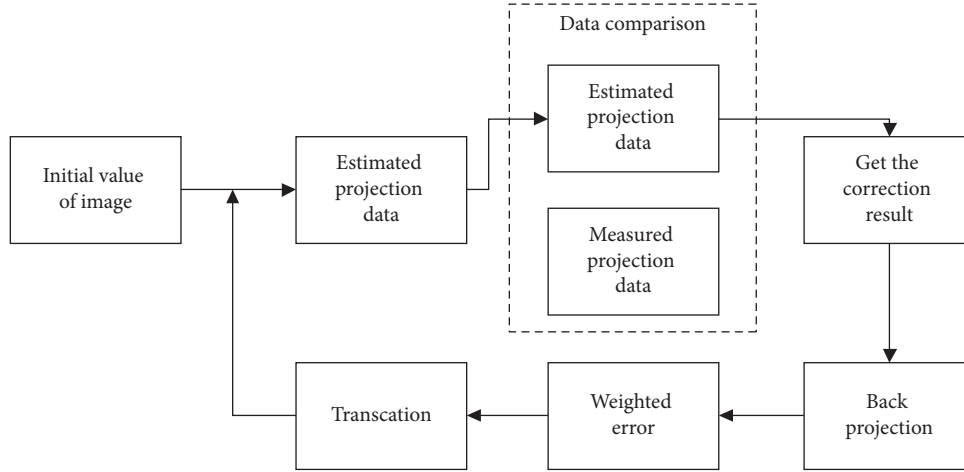 Data comparison
Initial value
of image
Estimated
projection
data
Estimated
projection
data
Measured
projection
data
Get the
correction
result
Transcation
Weighted
error
Back
projection